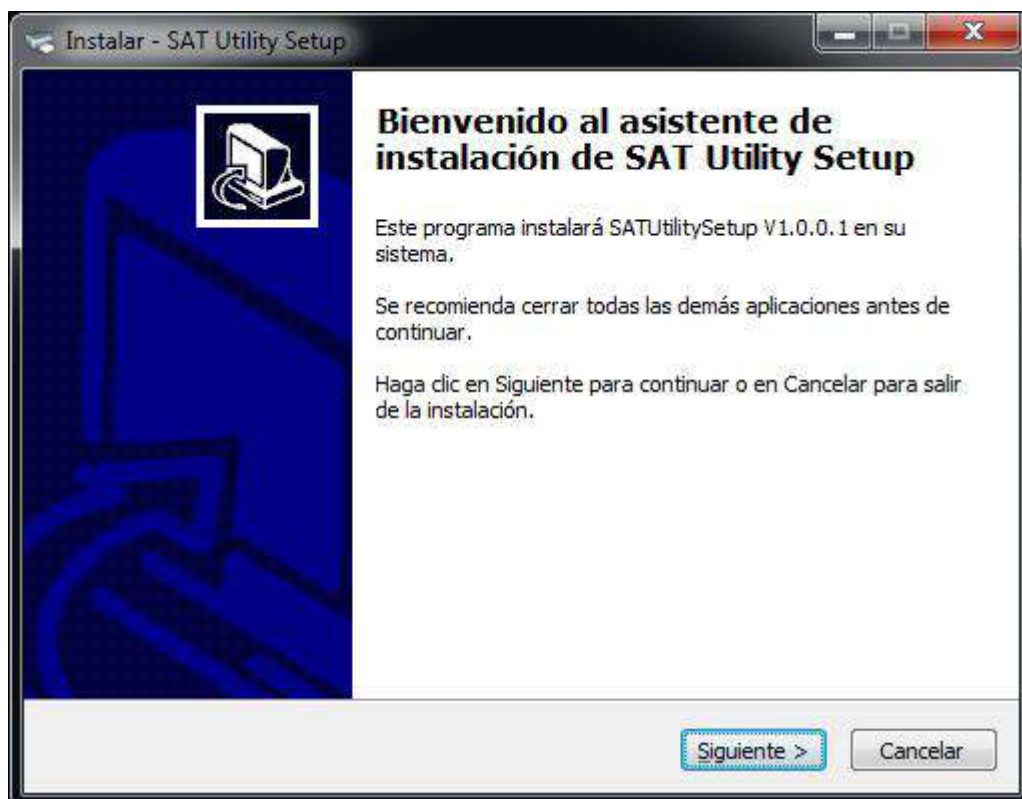 Instalar - SAT Utility Setup
Bienvenido al asistente de
instalación de SAT Utility Setup
Este programa instalará SATUtilitySetup V1.0.0.1 en su
sistema.
Se recomienda cerrar todas las demás aplicaciones antes de
continuar.
Haga clic en Siguiente para continuar o en Cancelar para salir
de la instalación.
Siguiente >
Cancelar